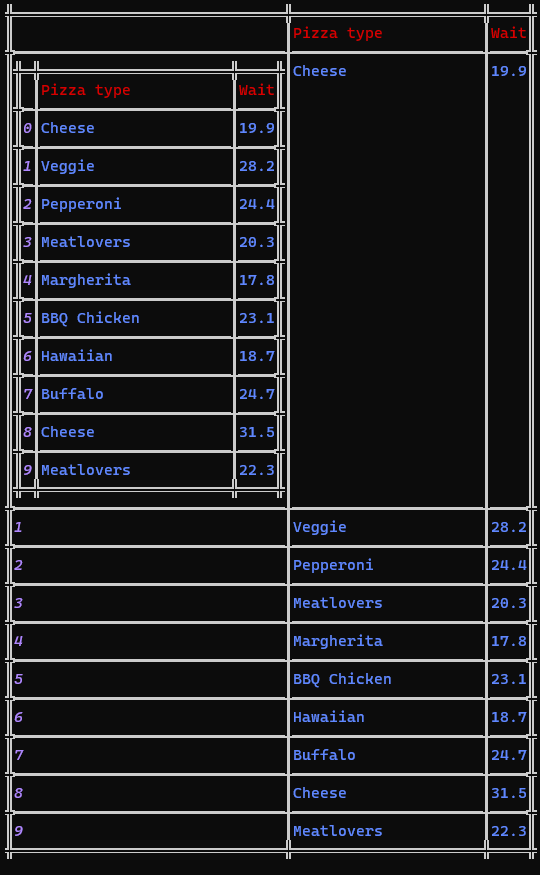 Pizza type Wait
Cheese 19.9
Pizza type Wait
0 Cheese 19.9
1 Veggie 28.2
2 Pepperoni 24.4
3 Meatlovers 20.3
4 Margherita 17.8
5 BBQ Chicken 23.1
6 Hawaiian 18.7
7 Buffalo 24.7
8 Cheese 31.5
9 Meatlovers 22.3
1 Veggie 28.2
2 Pepperoni 24.4
3 Meatlovers 20.3
4 Margherita 17.8
5 BBQ Chicken 23.1
6 Hawaiian 18.7
7 Buffalo 24.7
8 Cheese 31.5
9 Meatlovers 22.3